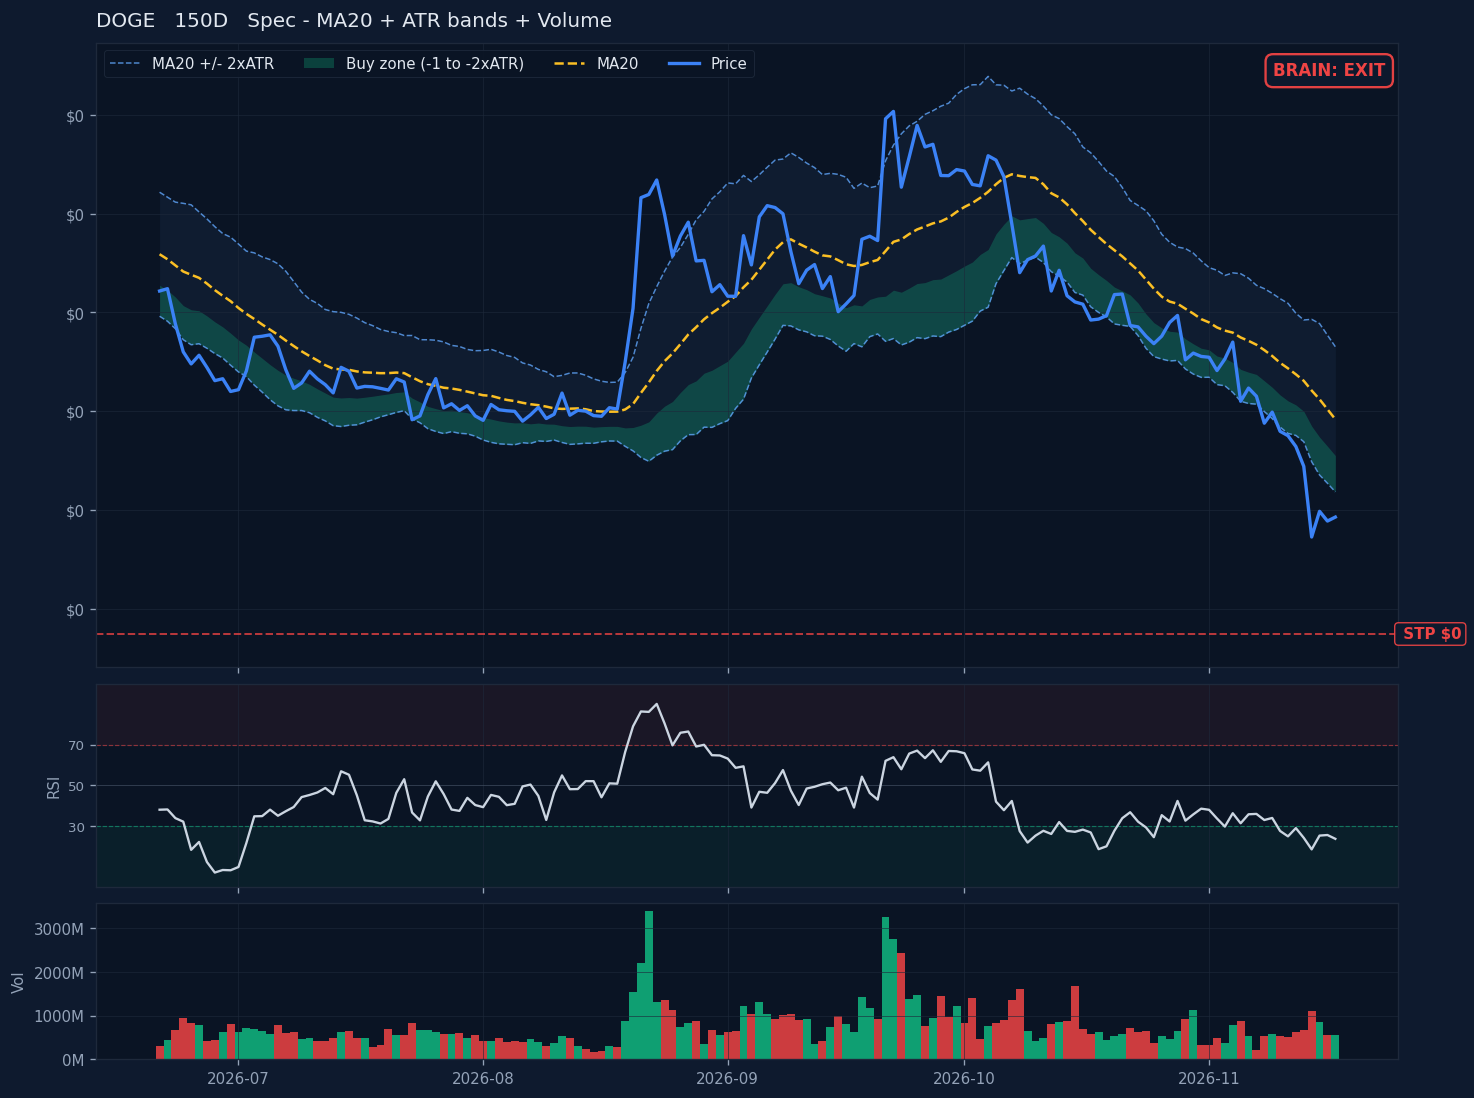 DOGE   150D   Spec - MA20 + ATR bands + Volume
MA20 +/- 2xATR
Buy zone (-1 to -2xATR)
MA20
Price
BRAIN: EXIT
$0
$0
$0
$0
$0
$0
STP $0
RSI
70
50
30
Vol
3000M
2000M
1000M
0M
2026-07
2026-08
2026-09
2026-10
2026-11